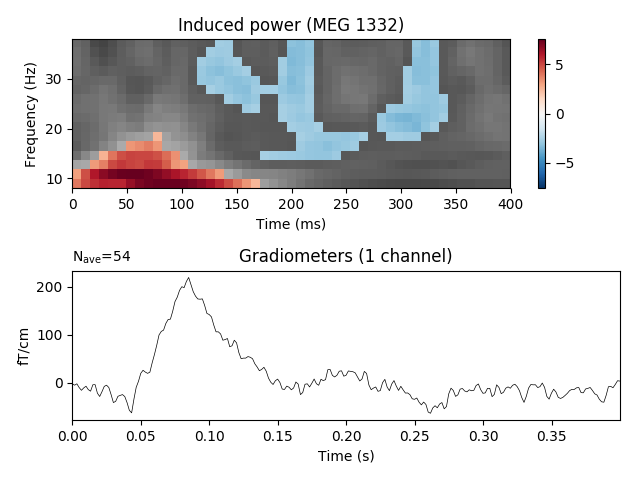 Induced power (MEG 1332)
Frequency (Hz)
30
20
10
0 50 100 150 200 250 300 350 400
Time (ms)
5
0
−5
Nave=54
Gradiometers (1 channel)
fT/cm
200
100
0
0.00 0.05 0.10 0.15 0.20 0.25 0.30 0.35
Time (s)